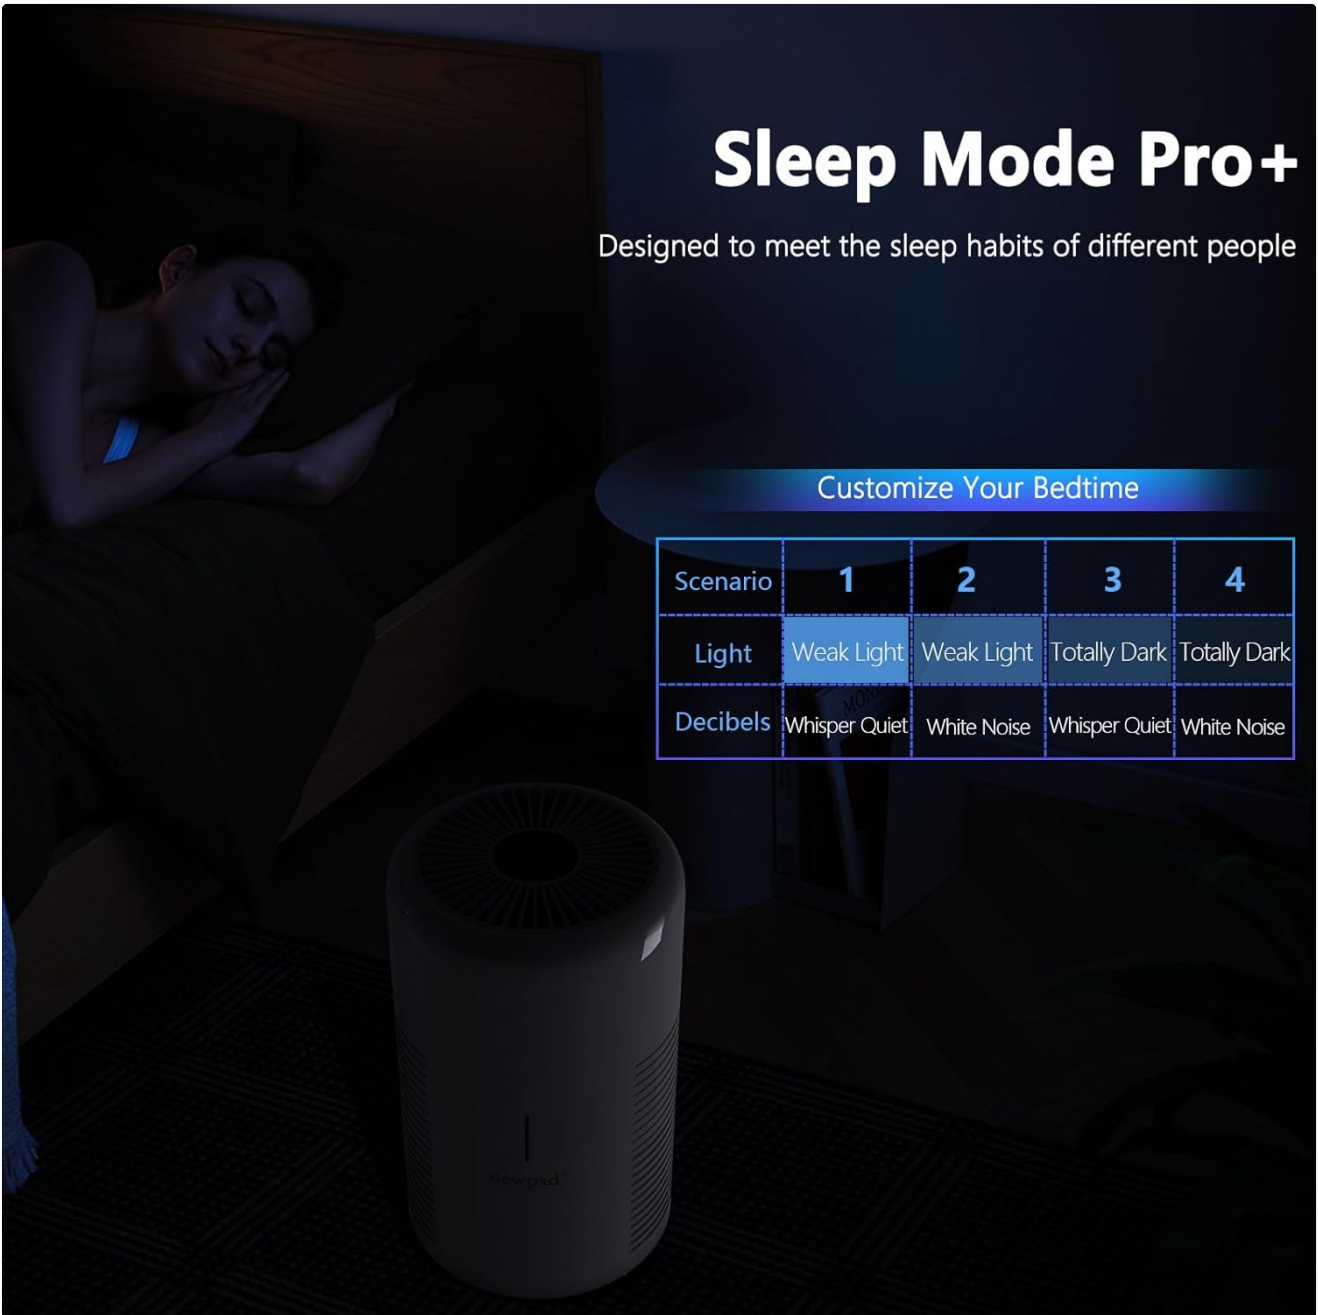 Sleep Mode Pro+
Designed to meet the sleep habits of different people
Customize Your Bedtime
Scenario 1 2 3 4
Light Weak Light Weak Light Totally Dark Totally Dark
Decibels Whisper Quiet White Noise Whisper Quiet White Noise
newpad®